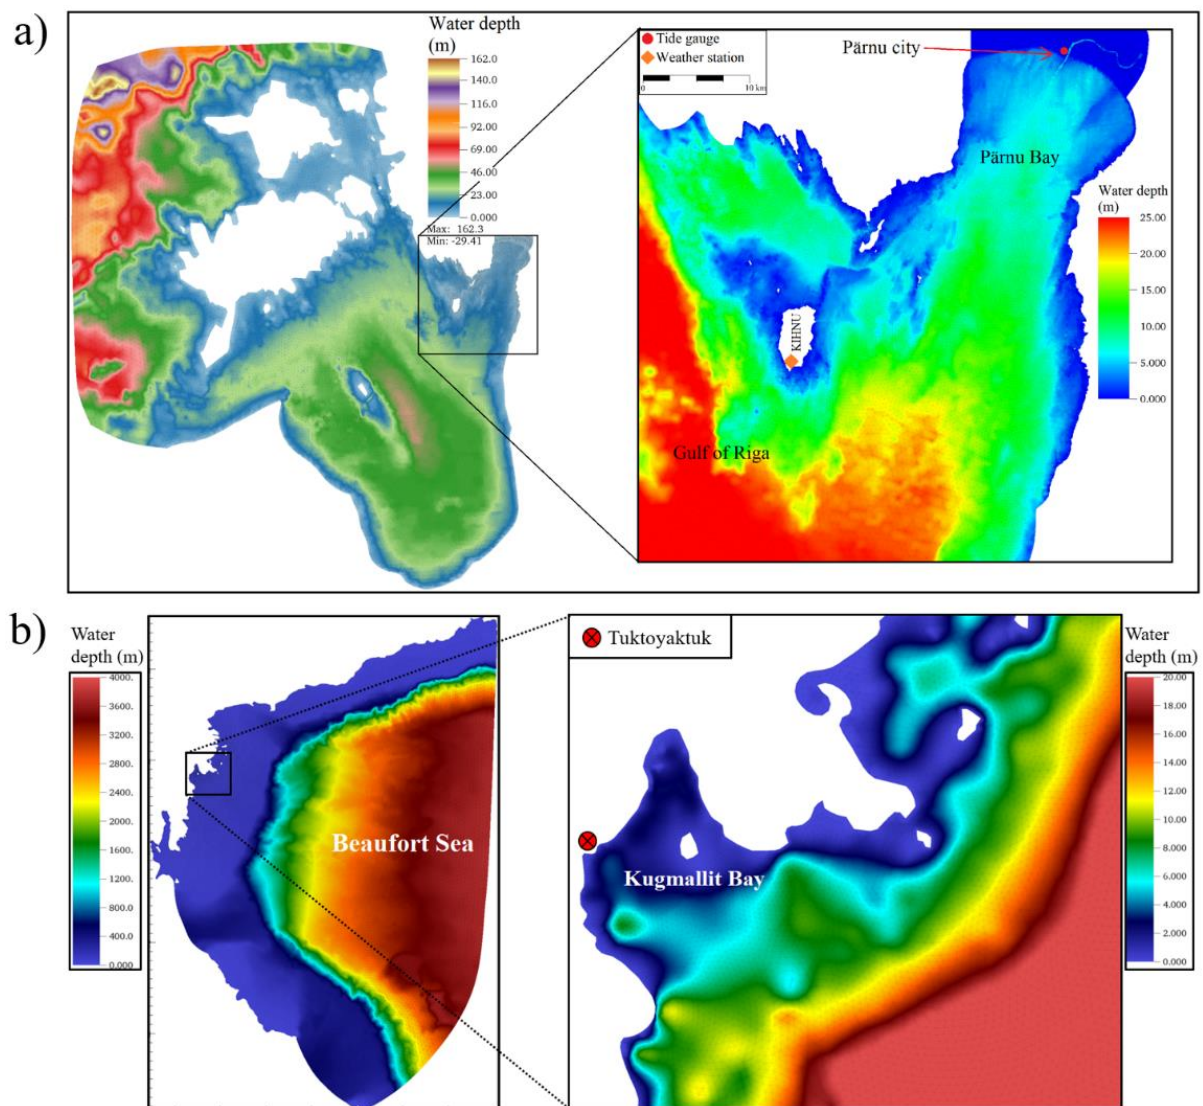 a)
Water depth
(m)
162.0
139.0
116.0
92.00
69.00
46.00
23.00
0.000
Max: 162.3
Min: -29.41
Tide gauge
Weather station
0
10 km
Pärnu city
Pärnu Bay
Water depth
(m)
25.00
20.00
15.00
10.00
5.000
0.000
KIHNU
Gulf of Riga
b)
Water
depth (m)
4000.
3600.
3200.
2800.
2400.
2000.
1600.
1200.
800.0
400.0
0.000
Beaufort Sea
Tuktoyaktuk
Kugmallit Bay
Water
depth (m)
20.00
18.00
16.00
14.00
12.00
10.00
8.000
6.000
4.000
2.000
0.000